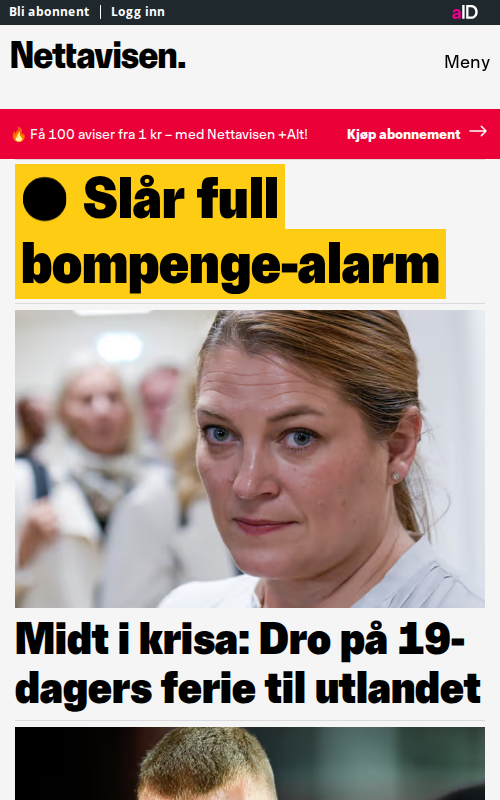 Bli abonnent | Logg inn
aID
Nettavisen.
Meny
🔥 Få 100 aviser fra 1 kr – med Nettavisen +Alt!
Kjøp abonnement →
● Slår full
bompenge-alarm
Midt i krisa: Dro på 19-
dagers ferie til utlandet